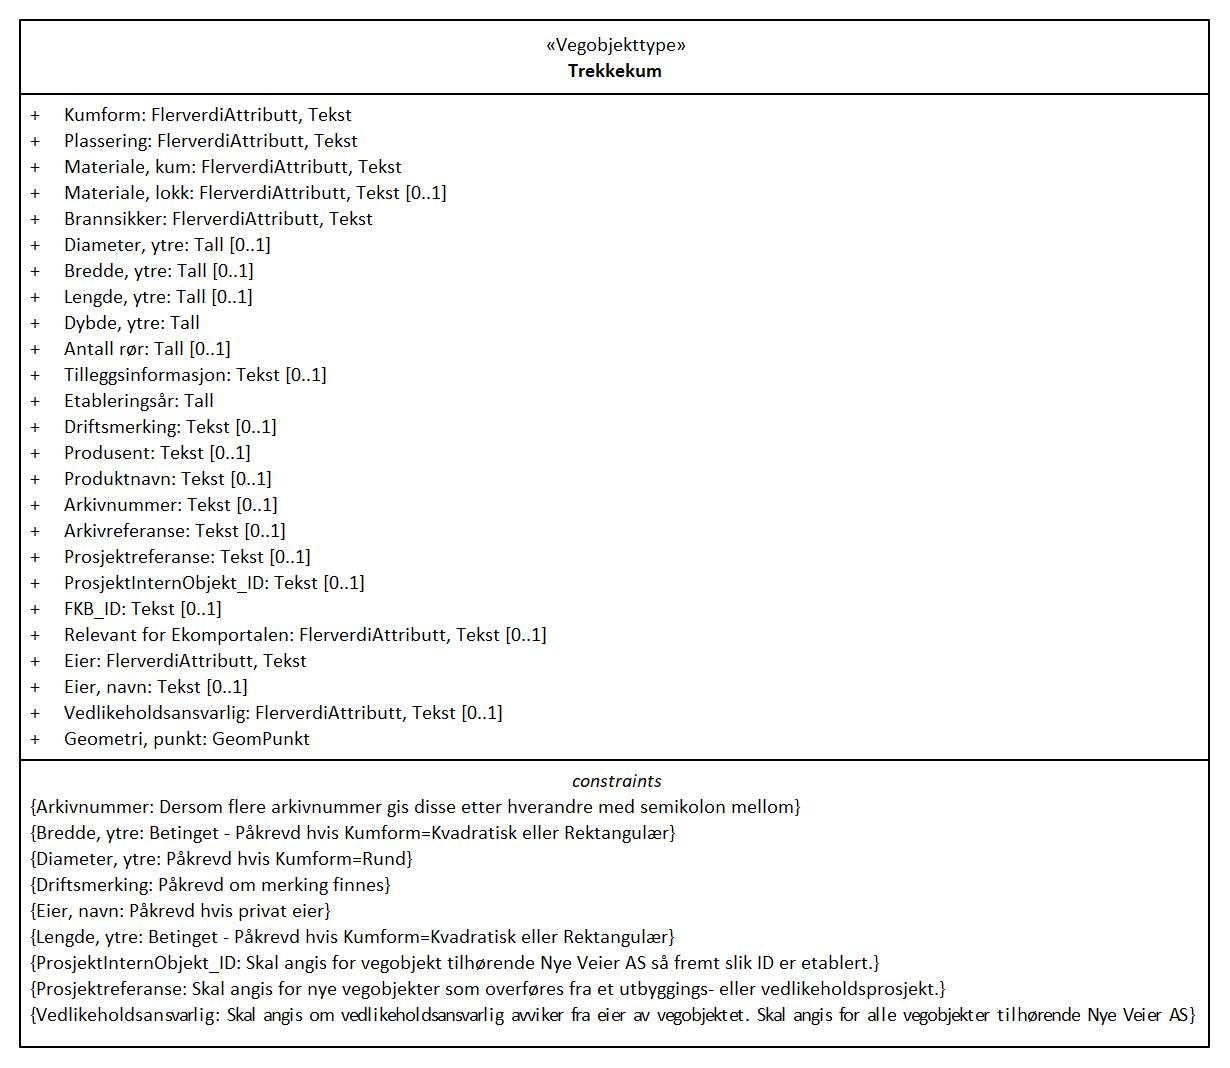 «Vegobjekttype»
Trekkekum
+ Kumform: FlerverdiAttributt, Tekst
+ Plassering: FlerverdiAttributt, Tekst
+ Materiale, kum: FlerverdiAttributt, Tekst
+ Materiale, lokk: FlerverdiAttributt, Tekst [0..1]
+ Brannsikker: FlerverdiAttributt, Tekst
+ Diameter, ytre: Tall [0..1]
+ Bredde, ytre: Tall [0..1]
+ Lengde, ytre: Tall [0..1]
+ Dybde, ytre: Tall
+ Antall rør: Tall [0..1]
+ Tilleggsinformasjon: Tekst [0..1]
+ Etableringsår: Tall
+ Driftsmerking: Tekst [0..1]
+ Produsent: Tekst [0..1]
+ Produktnavn: Tekst [0..1]
+ Arkivnummer: Tekst [0..1]
+ Arkivreferanse: Tekst [0..1]
+ Prosjektreferanse: Tekst [0..1]
+ ProsjektInternObjekt_ID: Tekst [0..1]
+ FKB_ID: Tekst [0..1]
+ Relevant for Ekomportalen: FlerverdiAttributt, Tekst [0..1]
+ Eier: FlerverdiAttributt, Tekst
+ Eier, navn: Tekst [0..1]
+ Vedlikeholdsansvarlig: FlerverdiAttributt, Tekst [0..1]
+ Geometri, punkt: GeomPunkt
constraints
{Arkivnummer: Dersom flere arkivnummer gis disse etter hverandre med semikolon mellom}
{Bredde, ytre: Betinget - Påkrevd hvis Kumform=Kvadratisk eller Rektangulær}
{Diameter, ytre: Påkrevd hvis Kumform=Rund}
{Driftsmerking: Påkrevd om merking finnes}
{Eier, navn: Påkrevd hvis privat eier}
{Lengde, ytre: Betinget - Påkrevd hvis Kumform=Kvadratisk eller Rektangulær}
{ProsjektInternObjekt_ID: Skal angis for vegobjekt tilhørende Nye Veier AS så fremt slik ID er etablert.}
{Prosjektreferanse: Skal angis for nye vegobjekter som overføres fra et utbyggings- eller vedlikeholdsprosjekt.}
{Vedlikeholdsansvarlig: Skal angis om vedlikeholdsansvarlig avviker fra eier av vegobjektet. Skal angis for alle vegobjekter tilhørende Nye Veier AS}